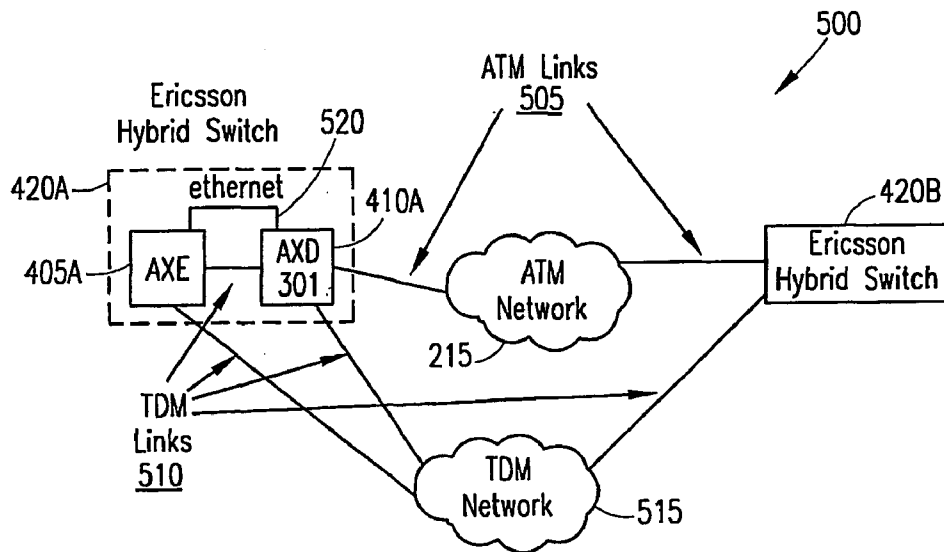 500
ATM Links
505
Ericsson
Hybrid Switch
520
420A
ethernet
410A
420B
405A
AXE
AXD
301
ATM
Network
Ericsson
Hybrid Switch
215
TDM
Links
510
TDM
Network
515